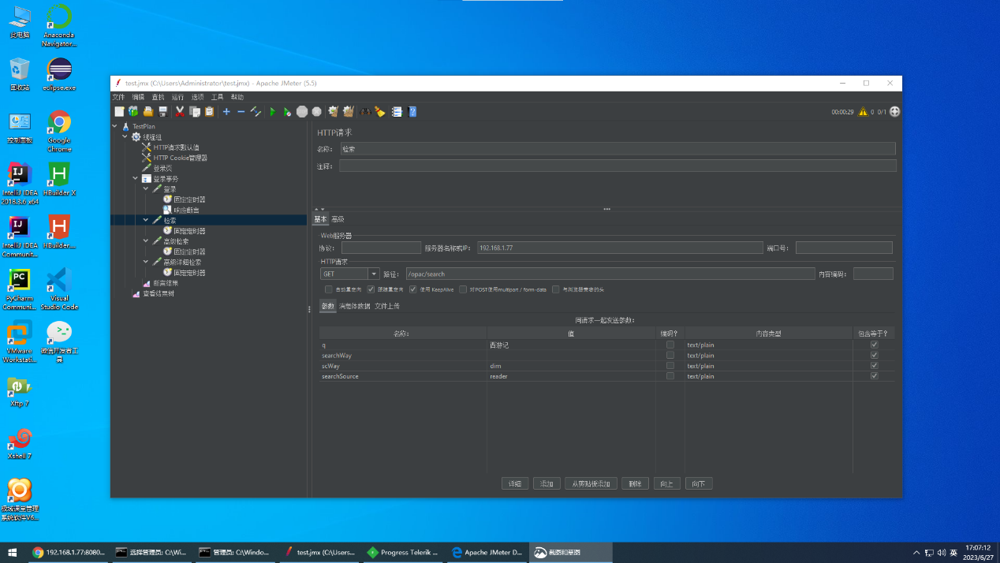 此电脑
Anaconda
Navigator...
回收站
eclipse.exe
控制面板
Google
Chrome
IntelliJ IDEA
2018.3.6 x64
HBuilder X
IntelliJ IDEA
Communit...
HBuilder....
PyCharm
Communi...
Visual
Studio Code
VMware
Workstati...
微信开发者工
具
Xftp 7
Xshell 7
极域课堂管理
系统软件V6...
test.jmx (C:\Users\Administrator\test.jmx) - Apache JMeter (5.5)
文件 编辑 查找 运行 选项 工具 帮助
00:00:29 0 0/1
TestPlan
线程组
HTTP请求默认值
HTTP Cookie管理器
登录页
登录事务
登录
固定定时器
响应断言
检索
固定定时器
高级检索
固定定时器
高级详细检索
固定定时器
断言结果
查看结果树
HTTP请求
名称: 检索
注释:
基本 高级
Web服务器
协议: 服务器名称或IP: 192.168.1.77 端口号:
HTTP请求
GET 路径: /opac/search 内容编码:
自动重定向 跟随重定向 使用 KeepAlive 对POST使用multipart / form-data 与浏览器兼容的头
参数 消息体数据 文件上传
同请求一起发送参数:
名称: 值 编码? 内容类型 包含等于?
q 西游记 text/plain
searchWay text/plain
scWay dim text/plain
searchSource reader text/plain
详细 添加 从剪贴板添加 删除 向上 向下
192.168.1.77:8080... 选择管理员: C:\Wi... 管理员: C:\Windo... test.jmx (C:\Users... Progress Telerik ... Apache JMeter D... 截图和草图
英
17:07:12
2023/6/27